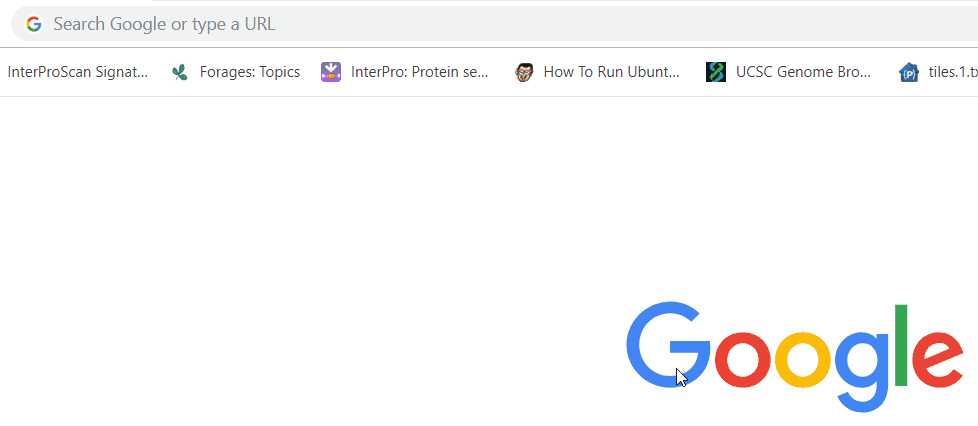 Search Google or type a URL
InterProScan Signat... Forages: Topics InterPro: Protein se... How To Run Ubunt... UCSC Genome Bro... (P) tiles.1.tx
Google